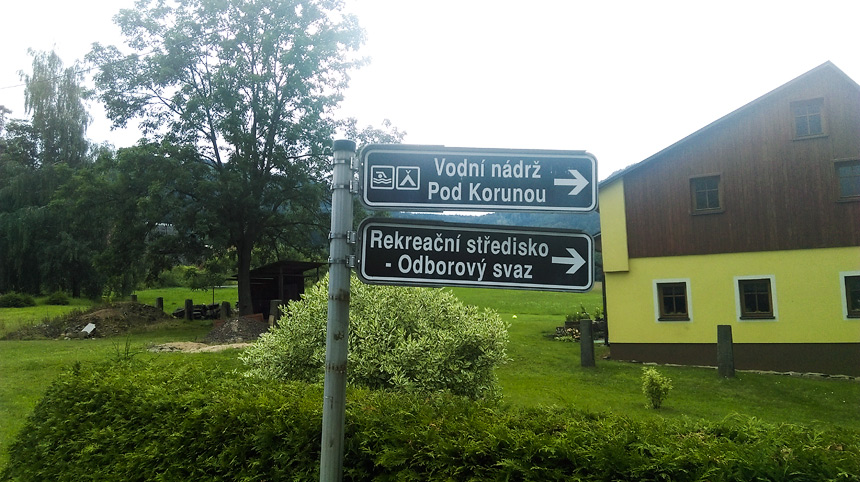 Vodní nádrž
Pod Korunou
Rekreační středisko
- Odborový svaz